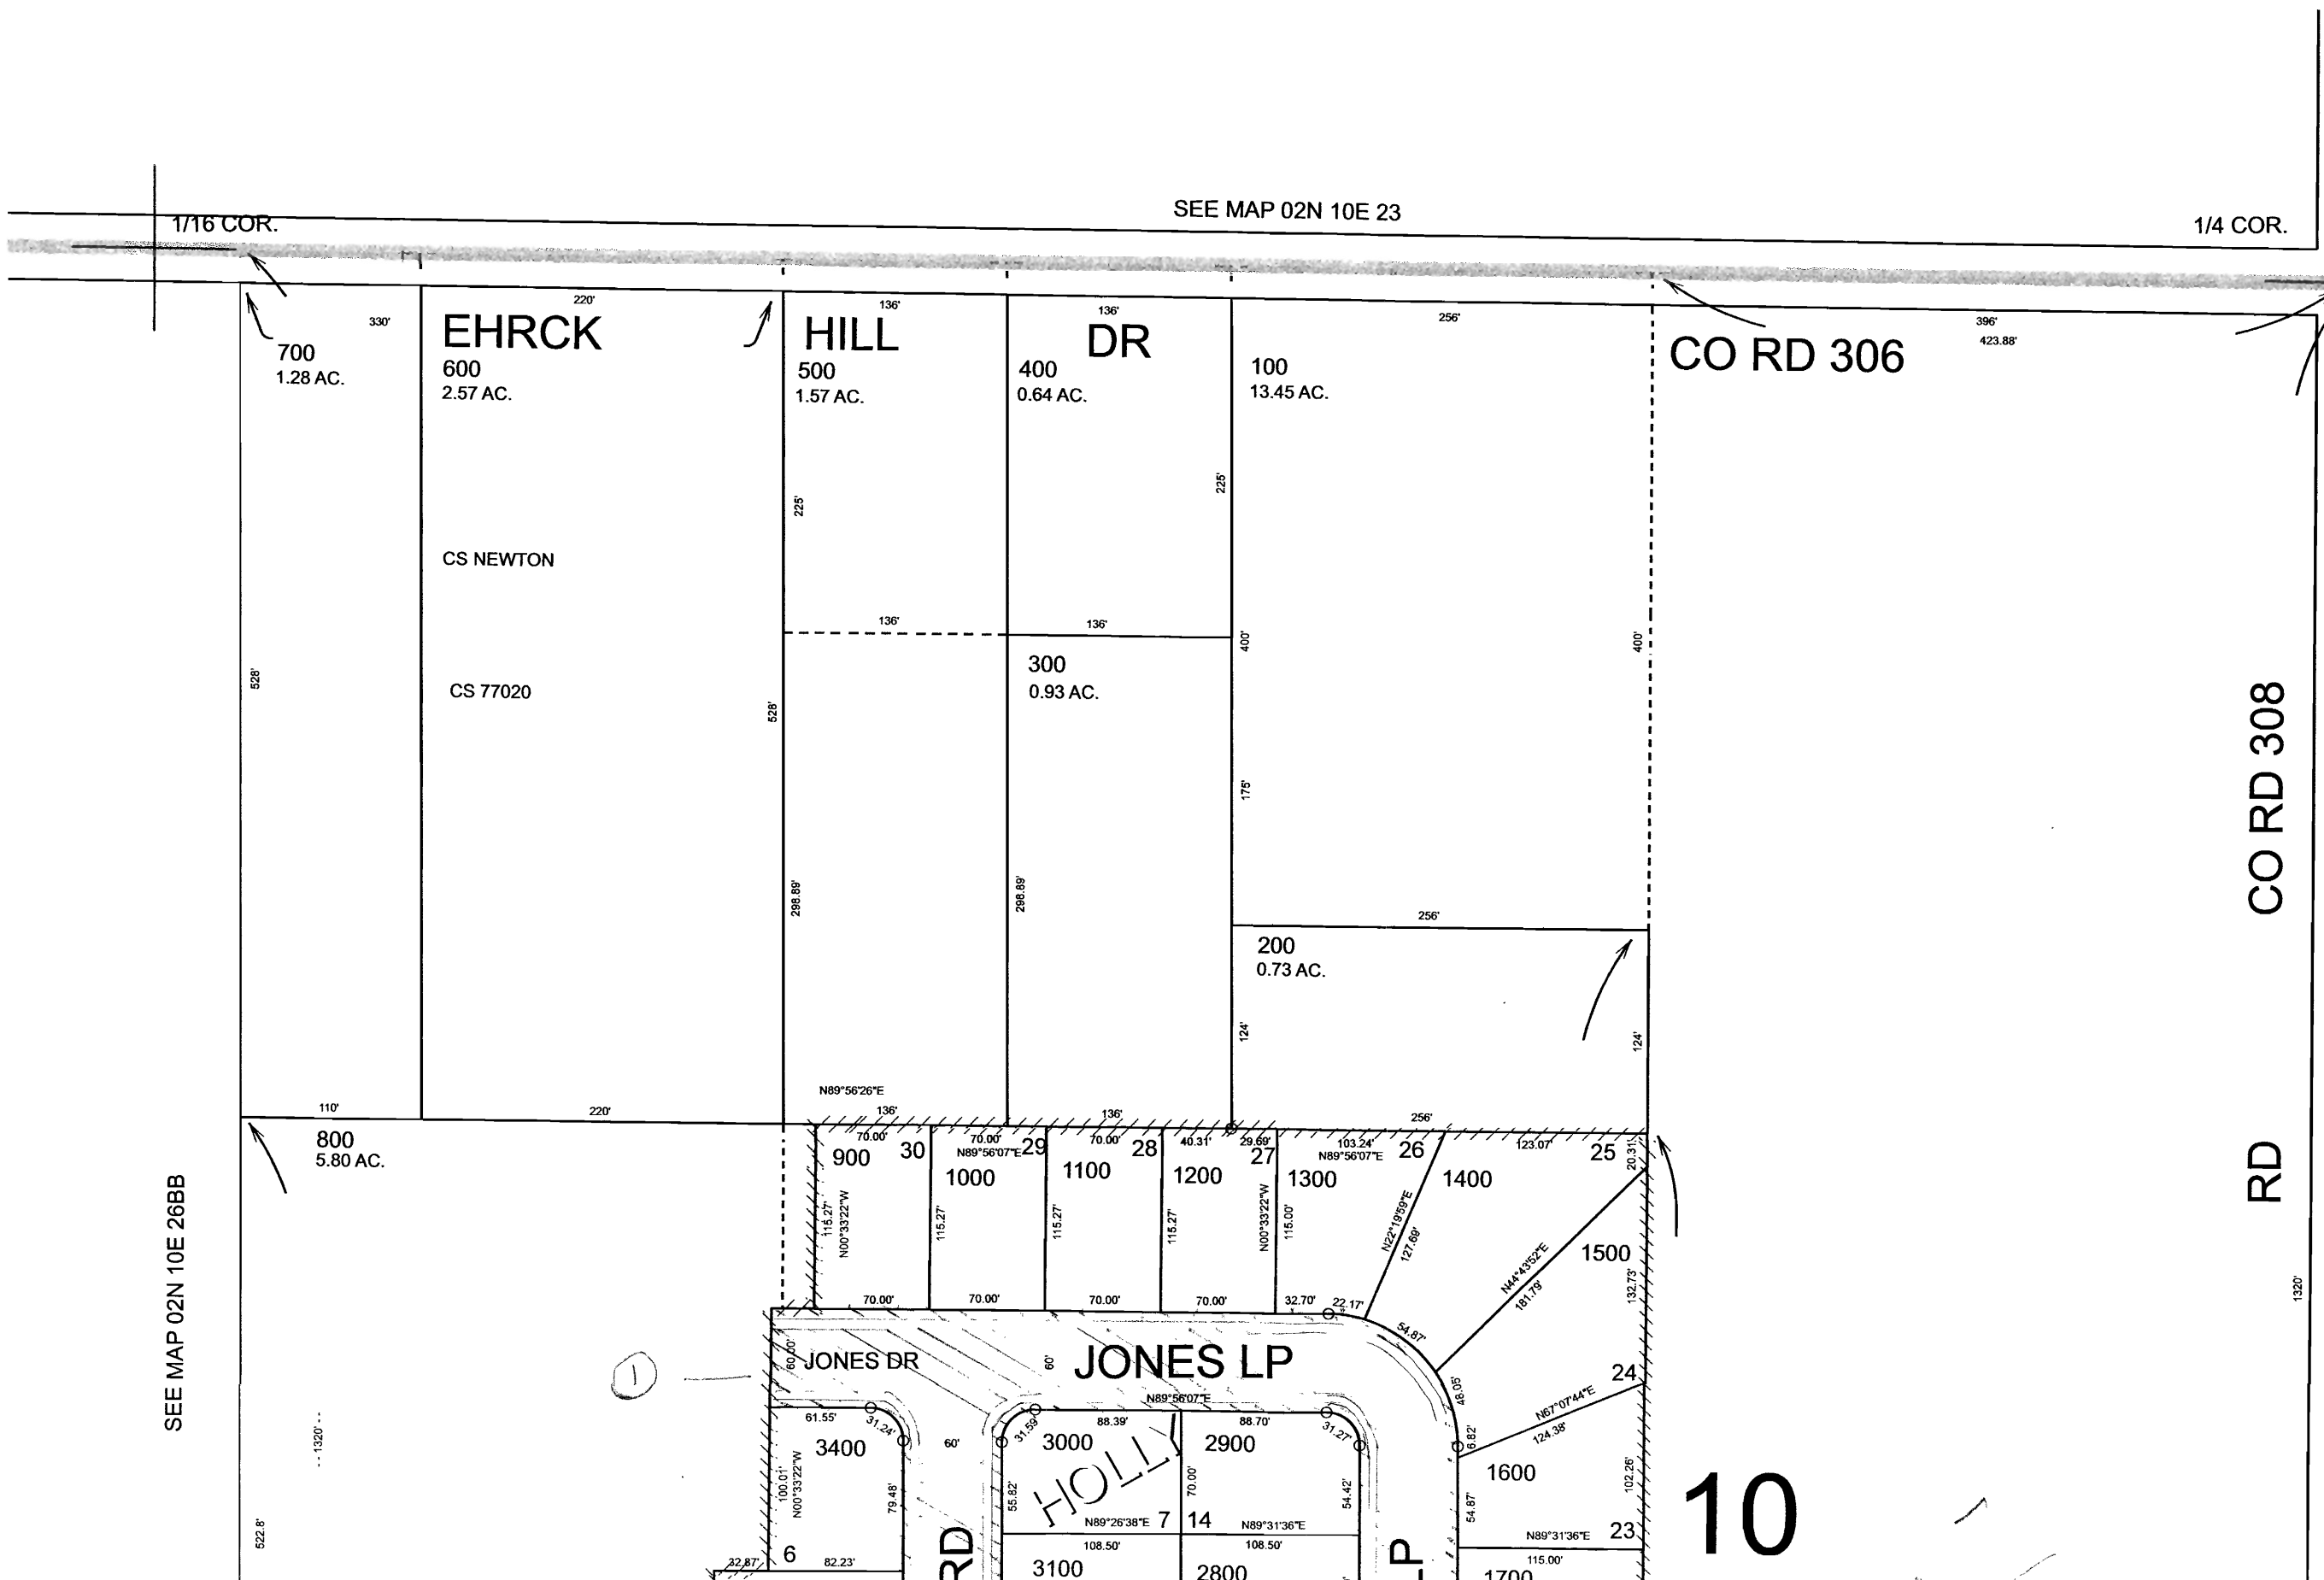 SEE MAP 02N 10E 23
1/16 COR.
1/4 COR.
220'
136'
136'
256'
396'
423.88'
330'
EHRCK
HILL
DR
CO RD 306
700
1.28 AC.
600
2.57 AC.
500
1.57 AC.
400
0.64 AC.
100
13.45 AC.
225'
225'
CS NEWTON
136'
136'
400'
400'
300
0.93 AC.
528'
CS 77020
528'
CO RD 308
175'
298.89'
298.89'
256'
200
0.73 AC.
124'
124'
N89°56'26"E
110'
220'
136'
136'
256'
800
5.80 AC.
70.00'
30
70.00'
N89°56'07"E
29
70.00'
28
40.31'
29.69'
27
103.24'
N89°56'07"E
26
123.07'
25
20.31'
900
1000
1100
1200
1300
1400
RD
115.27'
N00°33'22"W
115.27'
115.27'
115.27'
N00°33'22"W
115.00'
N22°19'59"E
127.69'
N44°43'52"E
181.79'
1500
132.73'
1320'
SEE MAP 02N 10E 26BB
70.00'
70.00'
70.00'
70.00'
32.70'
22.17'
54.87'
1
60.00'
JONES DR
60'
JONES LP
24
48.05'
N89°56'07"E
N67°07'44"E
124.38'
61.55'
31.24'
31.59'
88.39'
88.70'
31.27'
6.82'
3400
60'
3000
2900
1600
--1320'--
100.01'
N00°33'22"W
79.48'
55.82'
HOLLY
70.00'
54.42'
54.87'
102.26'
10
522.8'
N89°26'38"E
7
14
N89°31'36"E
N89°31'36"E
23
32.87'
6
82.23'
RD
108.50'
108.50'
LP
115.00'
3100
2800
1700